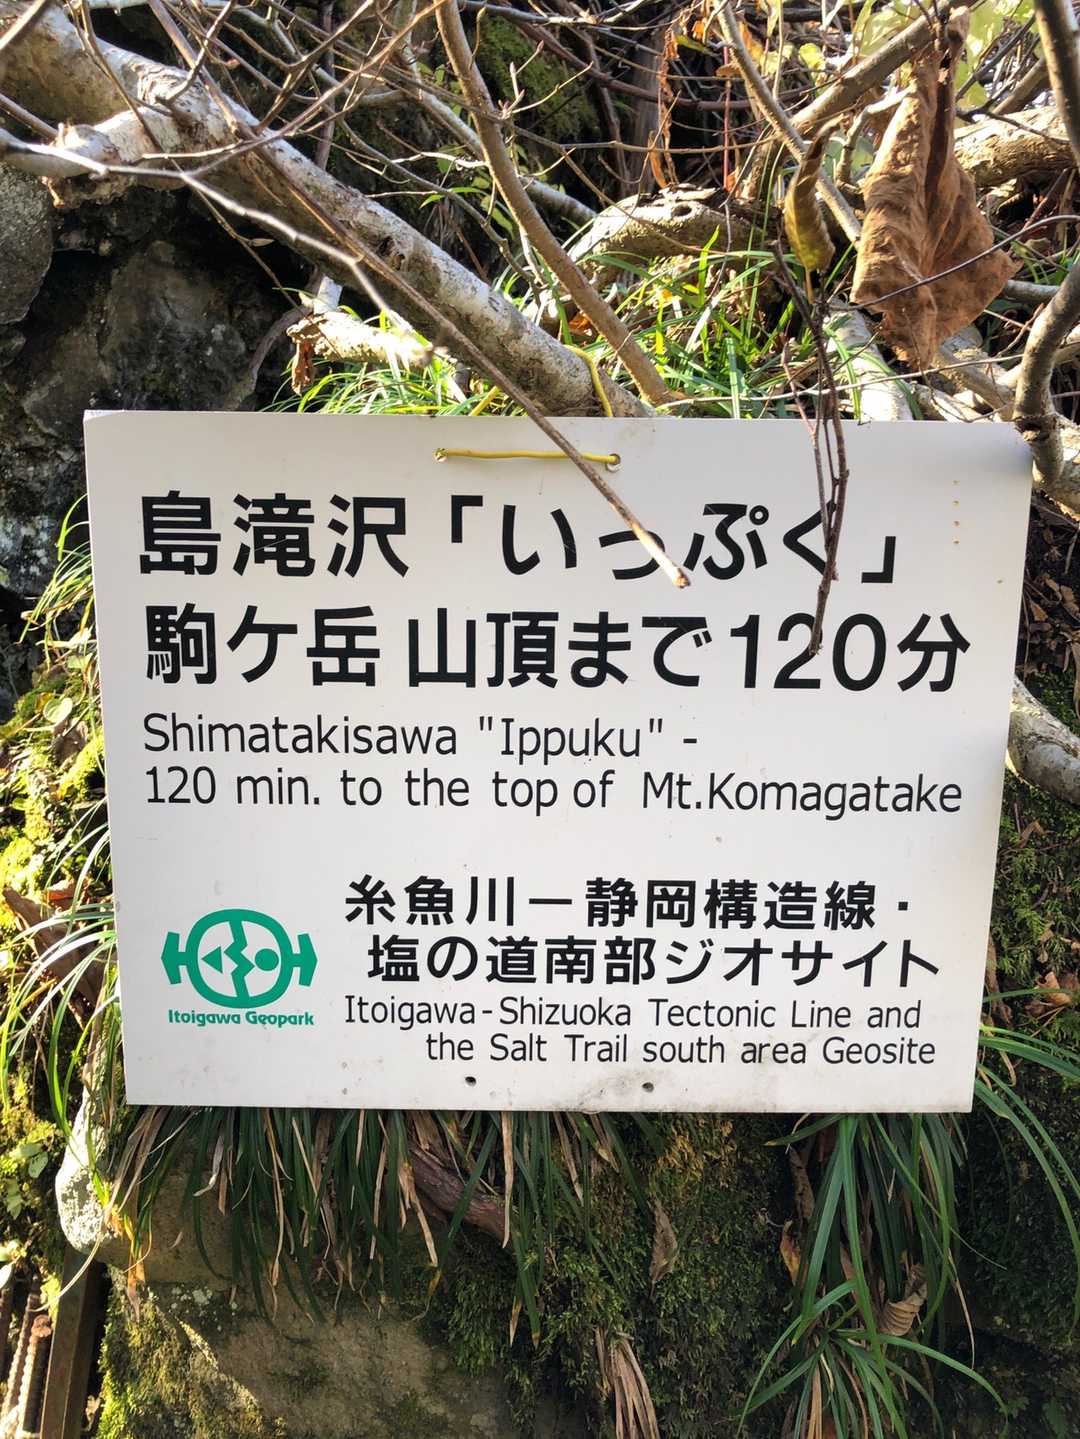 島滝沢「いっぷく」
駒ケ岳 山頂まで120分
Shimatakisawa "Ippuku" -
120 min. to the top of Mt.Komagatake
糸魚川－静岡構造線・
塩の道南部ジオサイト
Itoigawa-Shizuoka Tectonic Line and
the Salt Trail south area Geosite
Itoigawa Geopark